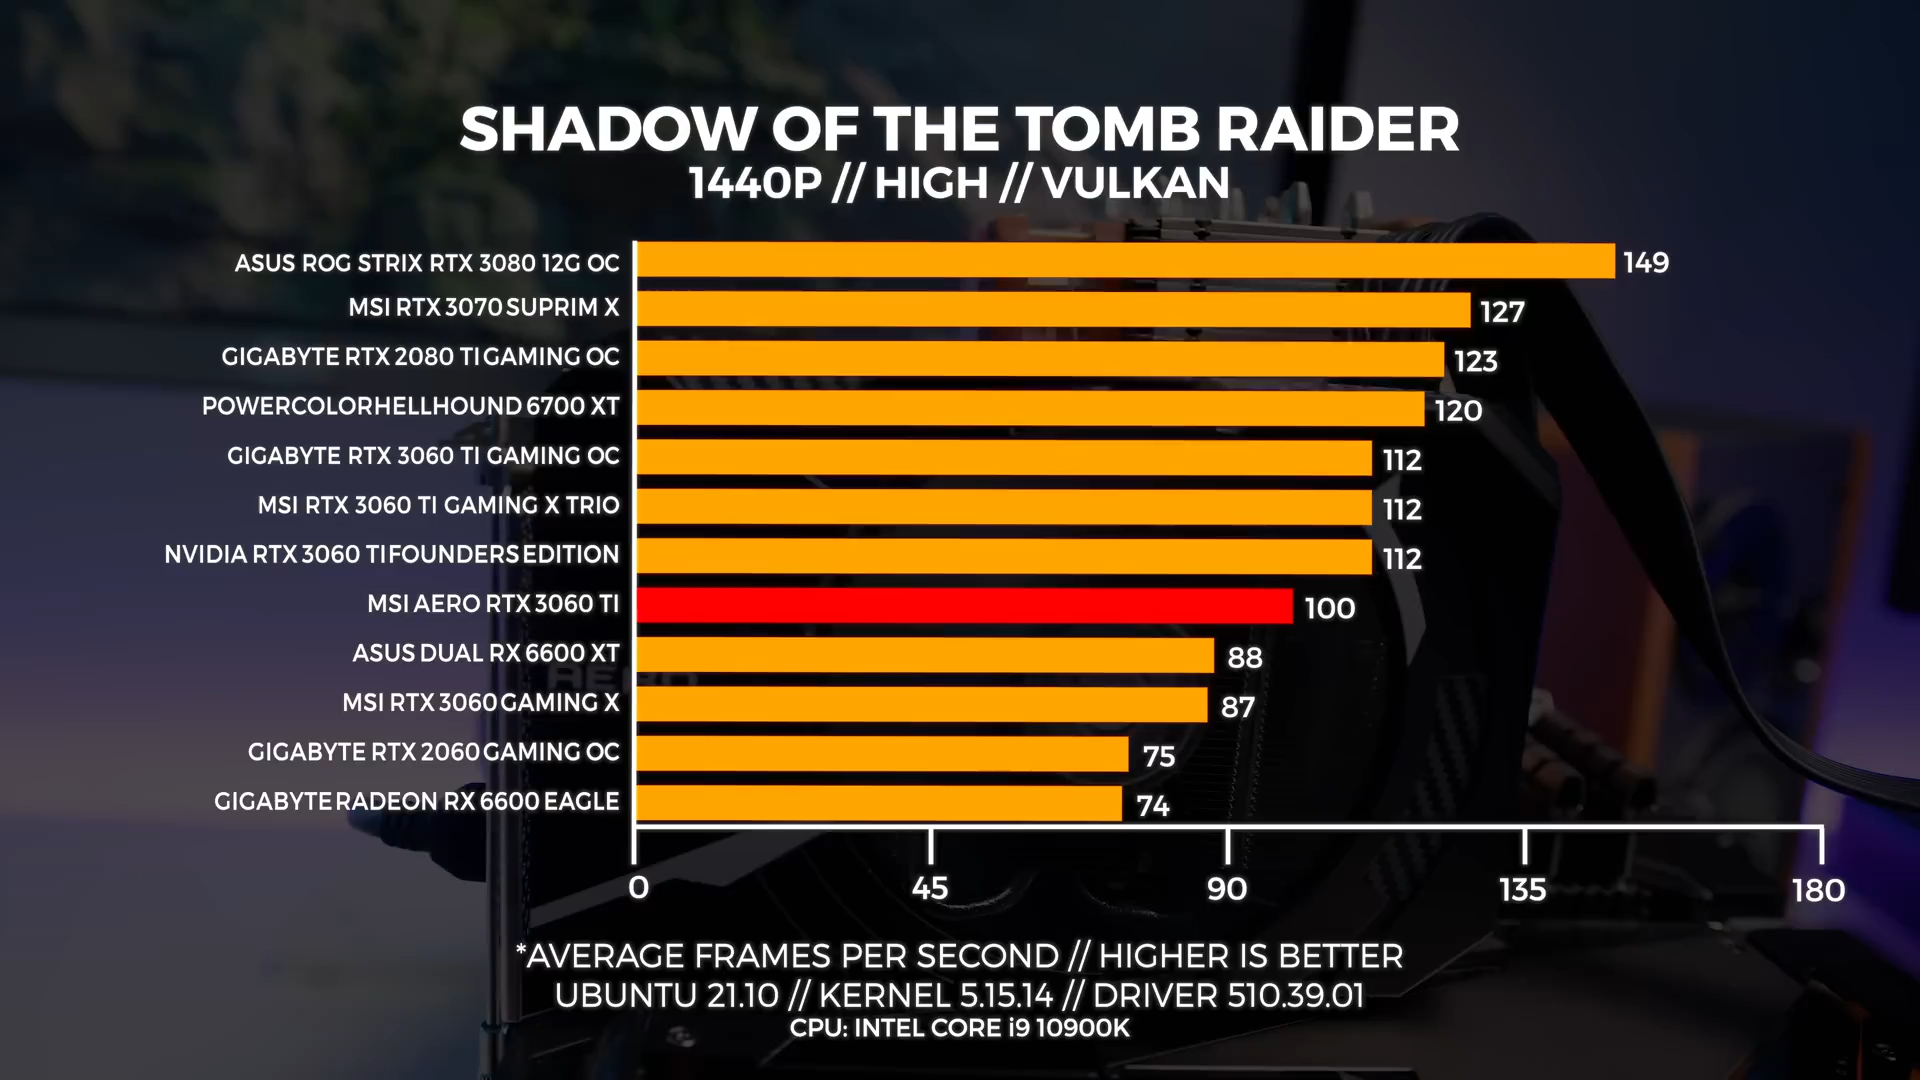 SHADOW OF THE TOMB RAIDER
1440P // HIGH // VULKAN
ASUS ROG STRIX RTX 3080 12G OC 149
MSI RTX 3070 SUPRIM X 127
GIGABYTE RTX 2080 TI GAMING OC 123
POWERCOLOR HELLHOUND 6700 XT 120
GIGABYTE RTX 3060 TI GAMING OC 112
MSI RTX 3060 TI GAMING X TRIO 112
NVIDIA RTX 3060 TI FOUNDERS EDITION 112
MSI AERO RTX 3060 TI 100
ASUS DUAL RX 6600 XT 88
MSI RTX 3060 GAMING X 87
GIGABYTE RTX 2060 GAMING OC 75
GIGABYTE RADEON RX 6600 EAGLE 74
0 45 90 135 180
*AVERAGE FRAMES PER SECOND // HIGHER IS BETTER
UBUNTU 21.10 // KERNEL 5.15.14 // DRIVER 510.39.01
CPU: INTEL CORE i9 10900K
AERO